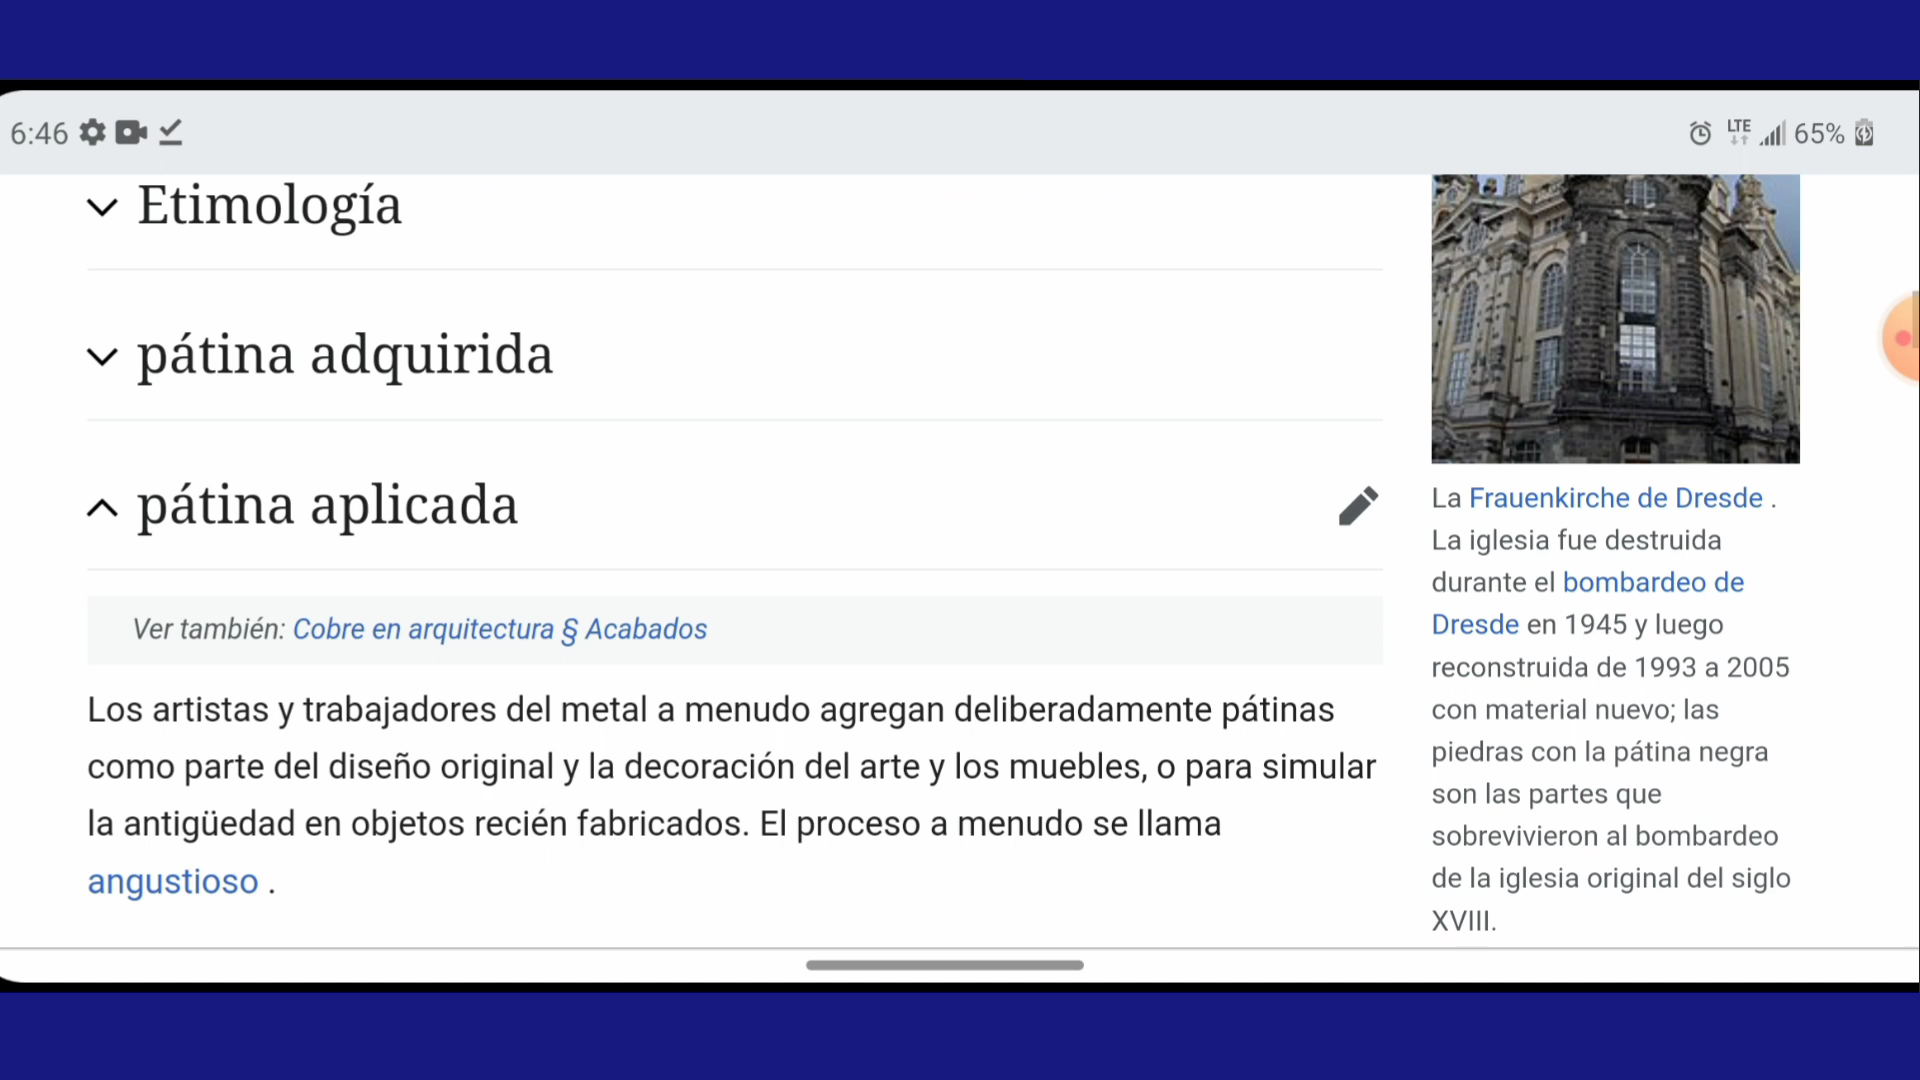 6:46
LTE 65%
Etimología
pátina adquirida
pátina aplicada
Ver también: Cobre en arquitectura § Acabados
Los artistas y trabajadores del metal a menudo agregan deliberadamente pátinas
como parte del diseño original y la decoración del arte y los muebles, o para simular
la antigüedad en objetos recién fabricados. El proceso a menudo se llama
angustioso .
La Frauenkirche de Dresde .
La iglesia fue destruida
durante el bombardeo de
Dresde en 1945 y luego
reconstruida de 1993 a 2005
con material nuevo; las
piedras con la pátina negra
son las partes que
sobrevivieron al bombardeo
de la iglesia original del siglo
XVIII.